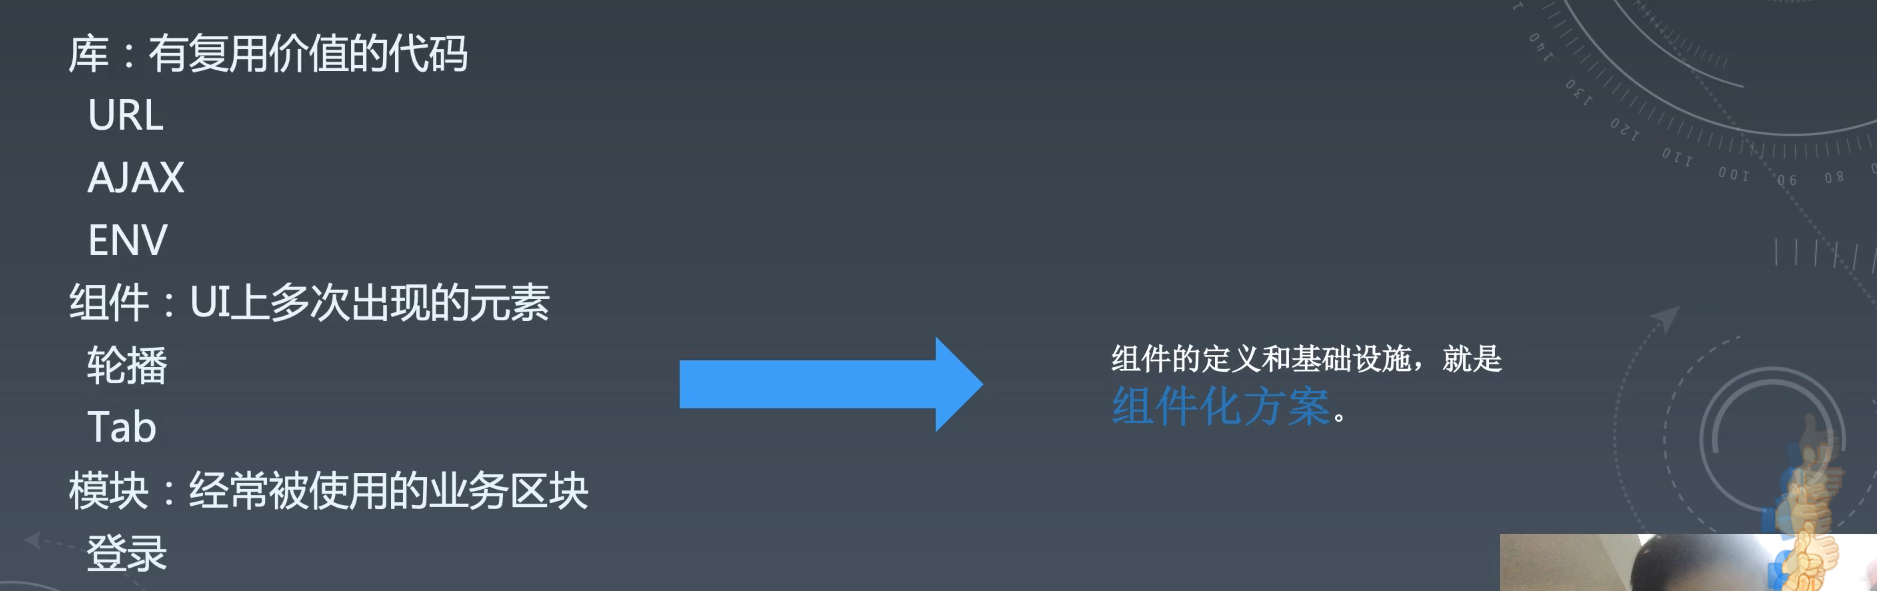 库：有复用价值的代码
URL
AJAX
ENV
组件：UI上多次出现的元素
轮播
Tab
模块：经常被使用的业务区块
登录
组件的定义和基础设施，就是
组件化方案。
140
130
120
110
100
90
80